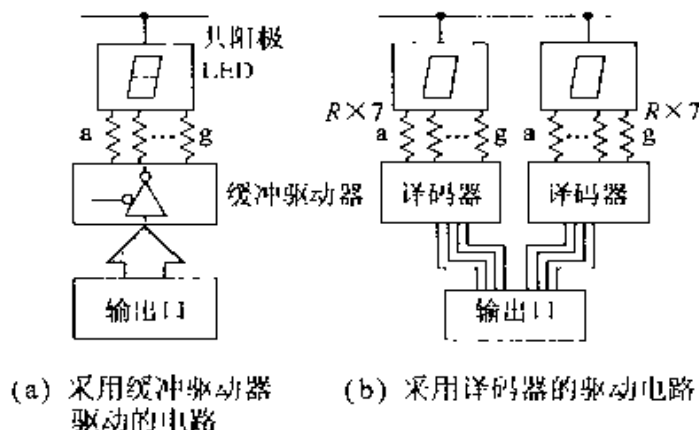 共阳极
LED
a … g
缓冲驱动器
输出口
(a) 采用缓冲驱动器
驱动的电路
R×7
a … g
译码器
a … g
R×7
译码器
输出口
(b) 采用译码器的驱动电路